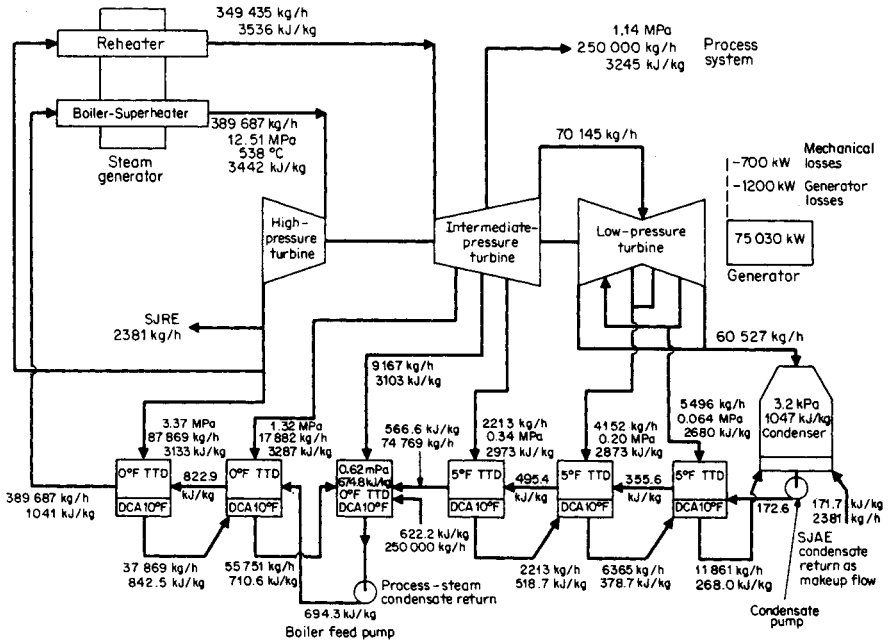 349 435 kg/h
3536 kJ/kg
Reheater
1.14 MPa
250 000 kg/h
3245 kJ/kg
Process
system
Boiler-Superheater
389 687 kg/h
12.51 MPa
538 °C
3442 kJ/kg
Steam
generator
70 145 kg/h
-700 kW
Mechanical
losses
-1200 kW
Generator
losses
High-
pressure
turbine
Intermediate-
pressure
turbine
Low-pressure
turbine
75 030 kW
Generator
SJRE
2381 kg/h
60 527 kg/h
9167 kg/h
3103 kJ/kg
3.37 MPa
87 869 kg/h
3133 kJ/kg
1.32 MPa
17 882 kg/h
3287 kJ/kg
566.6 kJ/kg
74 769 kg/h
2213 kg/h
0.34 MPa
2973 kJ/kg
4152 kg/h
0.20 MPa
2873 kJ/kg
5496 kg/h
0.064 MPa
2680 kJ/kg
3.2 kPa
1047 kJ/kg
Condenser
0°F TTD
DCA 10°F
822.9
kJ/kg
0°F TTD
DCA 10°F
0.62 mPa
674.8 kJ/kg
0°F TTD
DCA 10°F
5°F TTD
DCA 10°F
495.4
kJ/kg
5°F TTD
DCA 10°F
355.6
kJ/kg
5°F TTD
DCA 10°F
172.6
389 687 kg/h
1041 kJ/kg
622.2 kJ/kg
250 000 kg/h
171.7 kJ/kg
2381 kg/h
SJAE
condensate
return as
makeup flow
37 869 kg/h
842.5 kJ/kg
55 751 kg/h
710.6 kJ/kg
Process-steam
condensate return
2213 kg/h
518.7 kJ/kg
6365 kg/h
378.7 kJ/kg
11 861 kg/h
268.0 kJ/kg
Condensate
pump
694.3 kJ/kg
Boiler feed pump